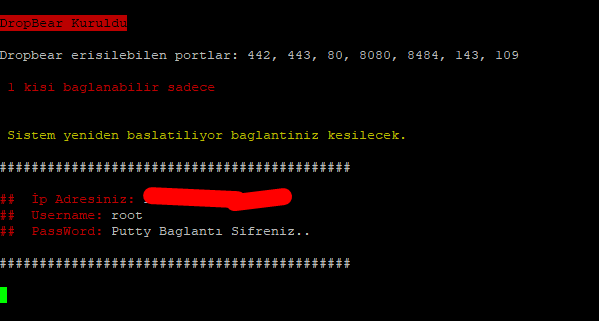 DropBear Kuruldu
Dropbear erisilebilen portlar: 442, 443, 80, 8080, 8484, 143, 109
1 kisi baglanabilir sadece
Sistem yeniden baslatiliyor baglantiniz kesilecek.
############################################
## İp Adresiniz:
## Username: root
## PassWord: Putty Baglantı Sifreniz..
############################################